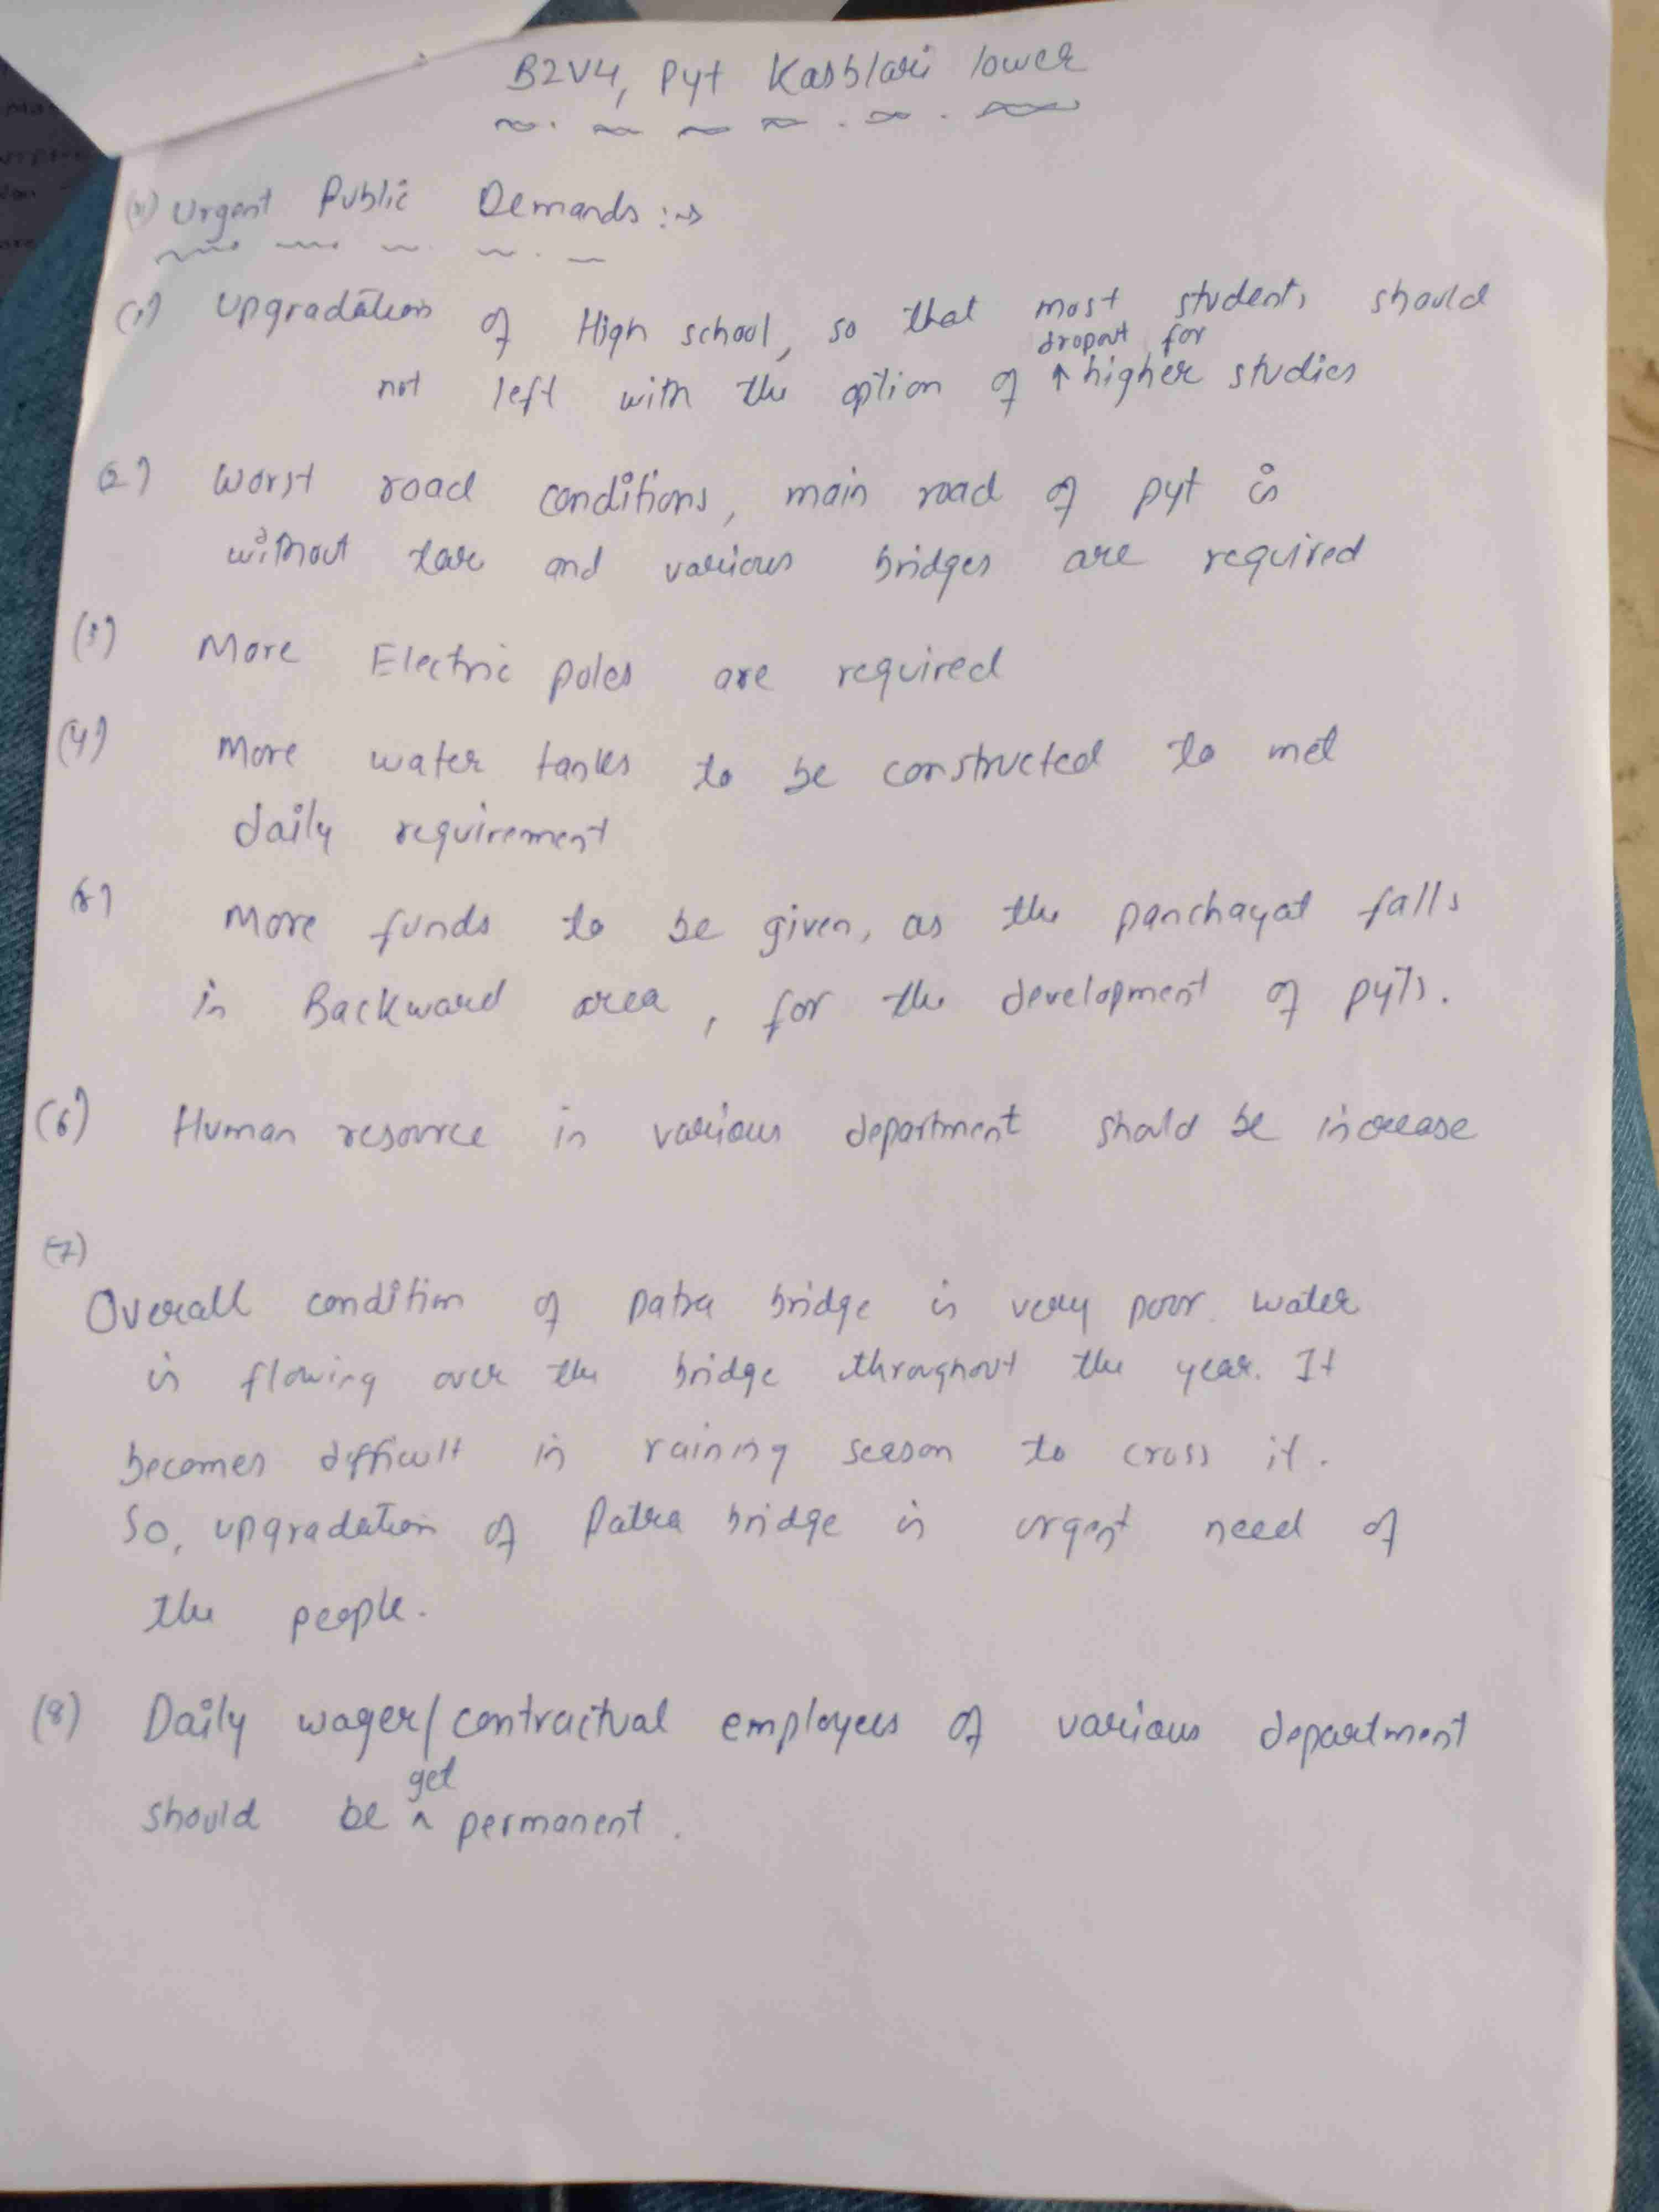 B2V4, Pyt Kasblari lower
Urgent Public Demands :→
(1) Upgradation of High school, so that most students should
dropout for
not left with the option of ↑ higher studies
(2) Worst road conditions, main road of pyt is
without tar and various bridges are required
(3) More Electric poles are required
(4) More water tanks to be constructed to met
daily requirement
(5) More funds to be given, as the panchayat falls
in Backward area, for the development of pyts.
(6) Human resource in various department should be increase
(7)
Overall condition of patra bridge is very poor. water
is flowing over the bridge throughout the year. It
becomes difficult in raining season to cross it.
So, upgradation of Patra bridge is urgent need of
the people.
(8) Daily wager/contractual employees of various department
get
should be ^ permanent.